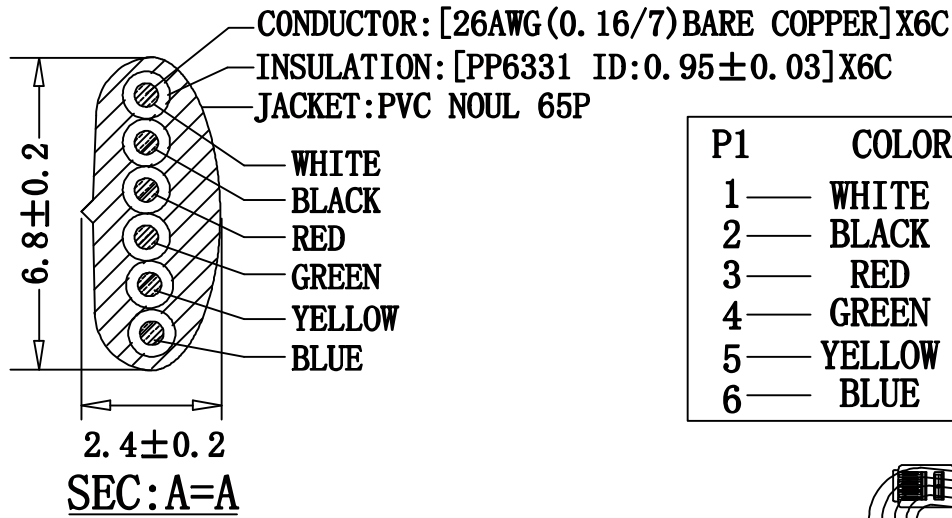 CONDUCTOR:[26AWG(0.16/7)BARE COPPER]X6C
INSULATION:[PP6331 ID:0.95±0.03]X6C
JACKET:PVC NOUL 65P
6.8±0.2
WHITE
BLACK
RED
GREEN
YELLOW
BLUE
2.4±0.2
SEC:A=A
P1 COLOR
1 WHITE
2 BLACK
3 RED
4 GREEN
5 YELLOW
6 BLUE